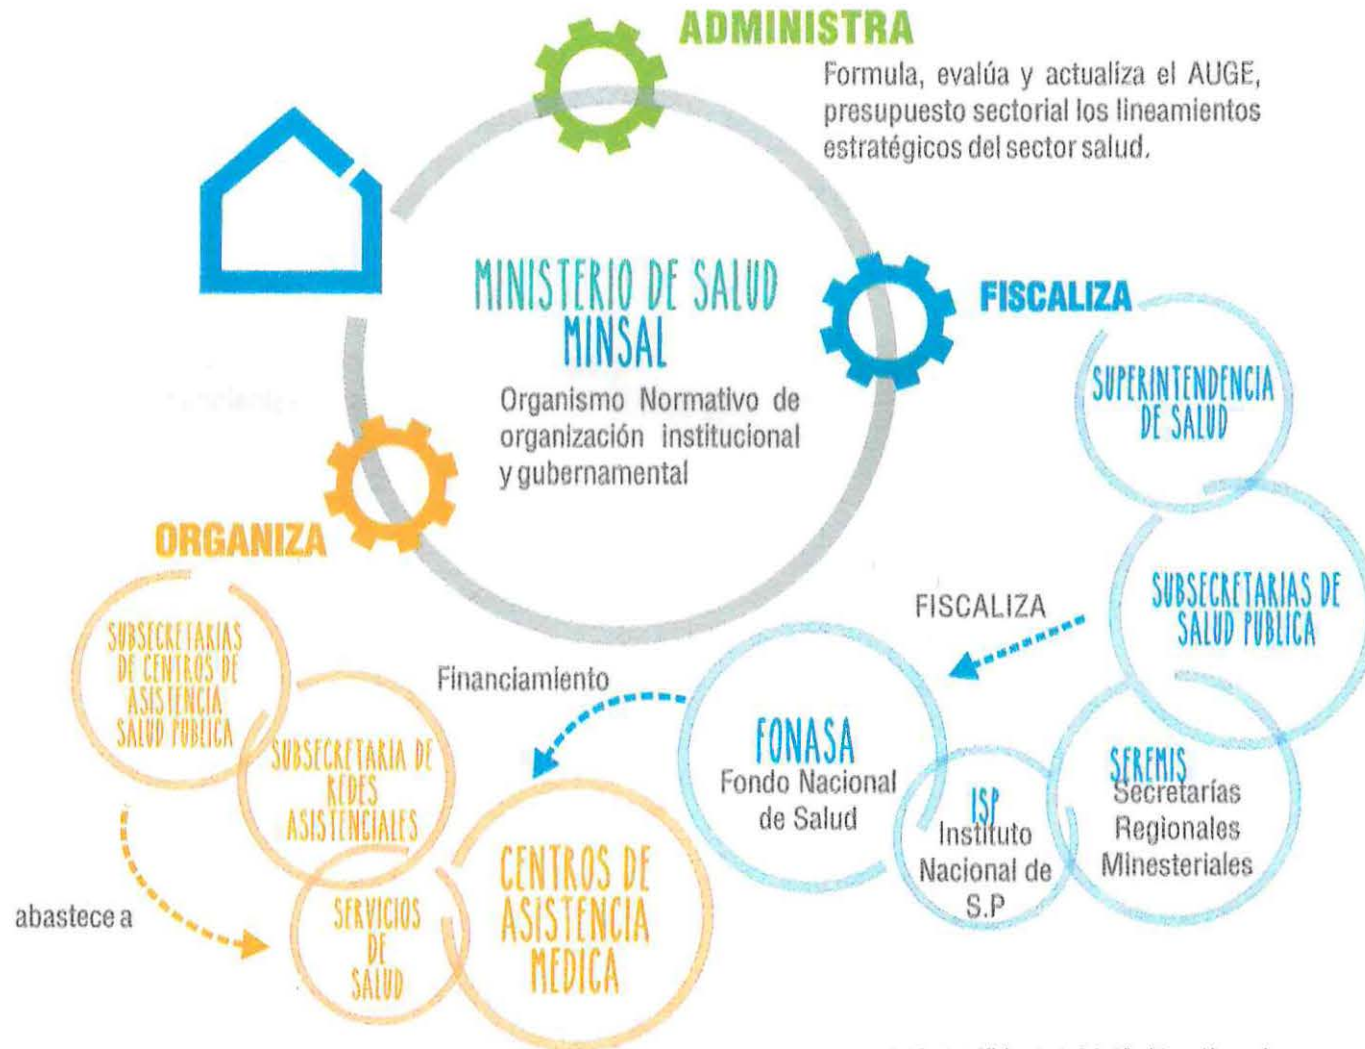 ADMINISTRA
Formula, evalúa y actualiza el AUGE,
presupuesto sectorial los lineamientos
estratégicos del sector salud.
MINISTERIO DE SALUD
MINSAL
Organismo Normativo de
organización institucional
y gubernamental
FISCALIZA
SUPERINTENDENCIA
DE SALUD
SUBSECRETARIAS DE
SALUD PUBLICA
FISCALIZA
SEREMIS
Secretarías
Regionales
Minesteriales
ISP
Instituto
Nacional de
S.P
FONASA
Fondo Nacional
de Salud
Financiamiento
ORGANIZA
SUBSECRETARIAS
DE CENTROS DE
ASISTENCIA
SALUD PUBLICA
SUBSECRETARIA DE
REDES
ASISTENCIALES
abastece a
SERVICIOS
DE
SALUD
CENTROS DE
ASISTENCIA
MEDICA